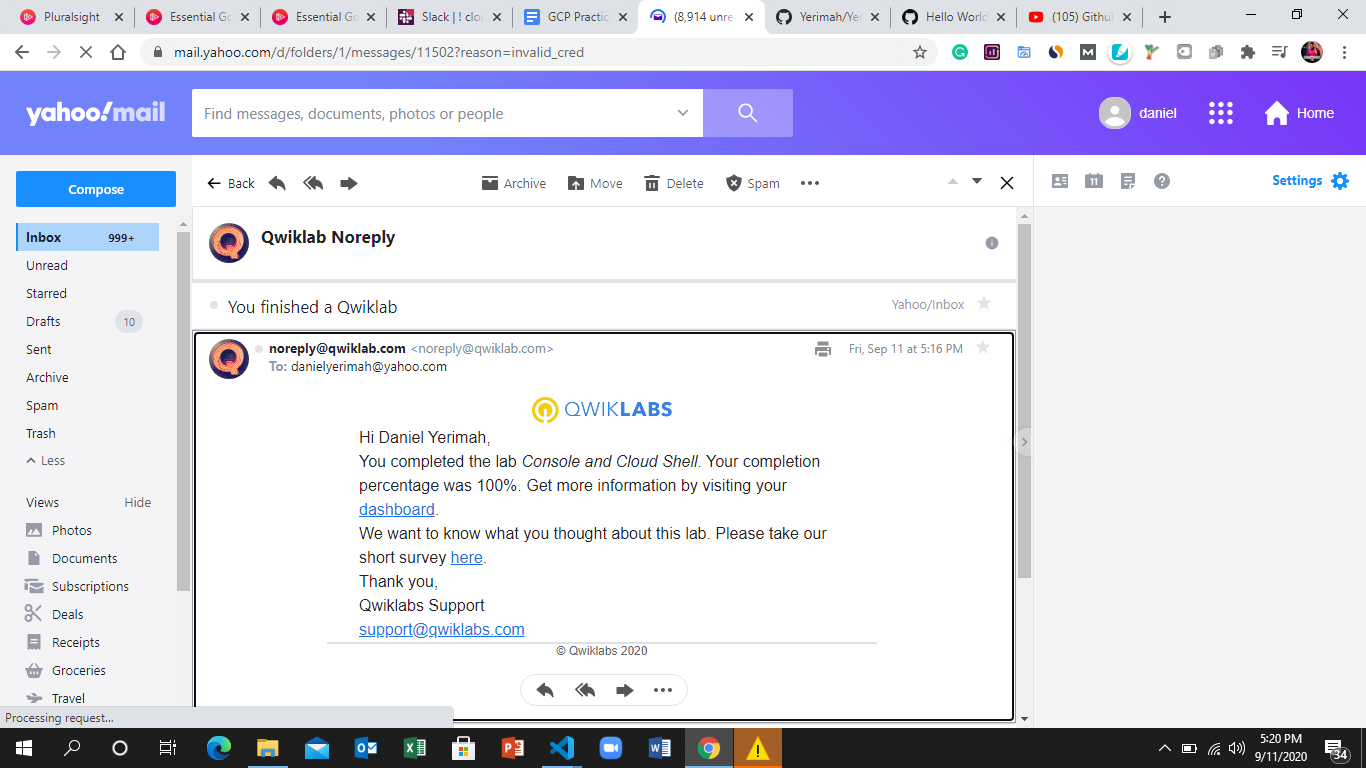 Pluralsight
Essential Go
Essential Go
Slack | ! clo
GCP Practic
(8,914 unre
Yerimah/Yer
Hello World
(105) Githu
mail.yahoo.com/d/folders/1/messages/11502?reason=invalid_cred
yahoo!mail
Find messages, documents, photos or people
daniel
Home
Compose
Back
Archive
Move
Delete
Spam
11
Settings
Inbox 999+
Unread
Starred
Drafts 10
Sent
Archive
Spam
Trash
Less
Views Hide
Photos
Documents
Subscriptions
Deals
Receipts
Groceries
Travel
Qwiklab Noreply
You finished a Qwiklab
Yahoo/Inbox
noreply@qwiklab.com <noreply@qwiklab.com>
Fri, Sep 11 at 5:16 PM
To: danielyerimah@yahoo.com
QWIKLABS
Hi Daniel Yerimah,
You completed the lab Console and Cloud Shell. Your completion
percentage was 100%. Get more information by visiting your
dashboard.
We want to know what you thought about this lab. Please take our
short survey here.
Thank you,
Qwiklabs Support
support@qwiklabs.com
© Qwiklabs 2020
Processing request...
5:20 PM
9/11/2020
34